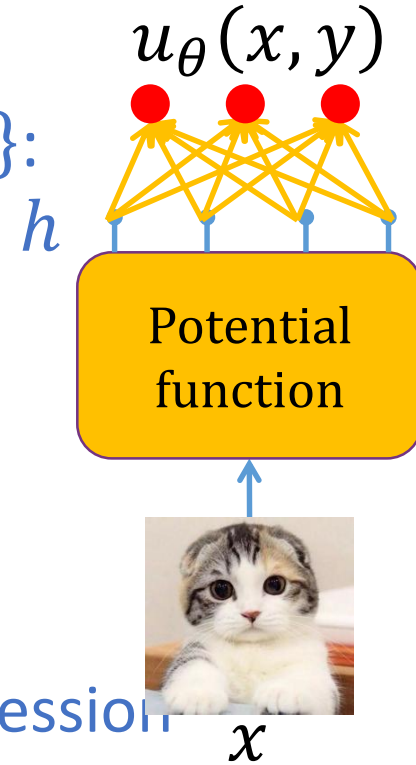 u_θ(x, y)
}:
h
Potential
function
ession
x